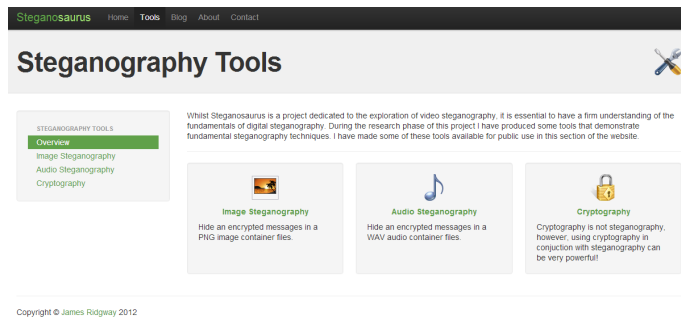 Steganosaurus Home Tools Blog About Contact
Steganography Tools
STEGANOGRAPHY TOOLS
Overview
Image Steganography
Audio Steganography
Cryptography
Whilst Steganosaurus is a project dedicated to the exploration of video steganography, it is essential to have a firm understanding of the
fundamentals of digital steganography. During the research phase of this project I have produced some tools that demonstrate
fundamental steganography techniques. I have made some of these tools available for public use in this section of the website.
Image Steganography
Hide an encrypted messages in a
PNG image container files.
Audio Steganography
Hide an encrypted messages in a
WAV audio container files.
Cryptography
Cryptography is not steganography,
however, using cryptography in
conjuction with steganography can
be very powerful!
Copyright © James Ridgway 2012